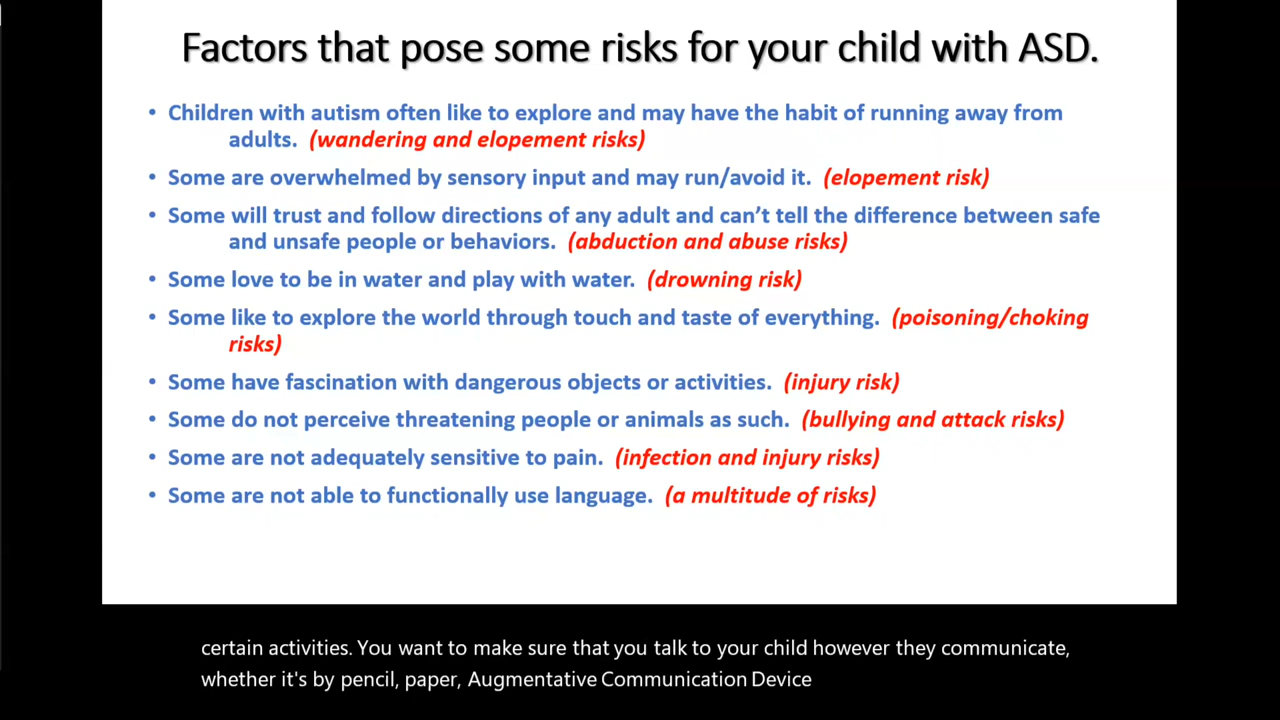 Factors that pose some risks for your child with ASD.
• Children with autism often like to explore and may have the habit of running away from
adults. (wandering and elopement risks)
• Some are overwhelmed by sensory input and may run/avoid it. (elopement risk)
• Some will trust and follow directions of any adult and can’t tell the difference between safe
and unsafe people or behaviors. (abduction and abuse risks)
• Some love to be in water and play with water. (drowning risk)
• Some like to explore the world through touch and taste of everything. (poisoning/choking
risks)
• Some have fascination with dangerous objects or activities. (injury risk)
• Some do not perceive threatening people or animals as such. (bullying and attack risks)
• Some are not adequately sensitive to pain. (infection and injury risks)
• Some are not able to functionally use language. (a multitude of risks)
certain activities. You want to make sure that you talk to your child however they communicate,
whether it's by pencil, paper, Augmentative Communication Device